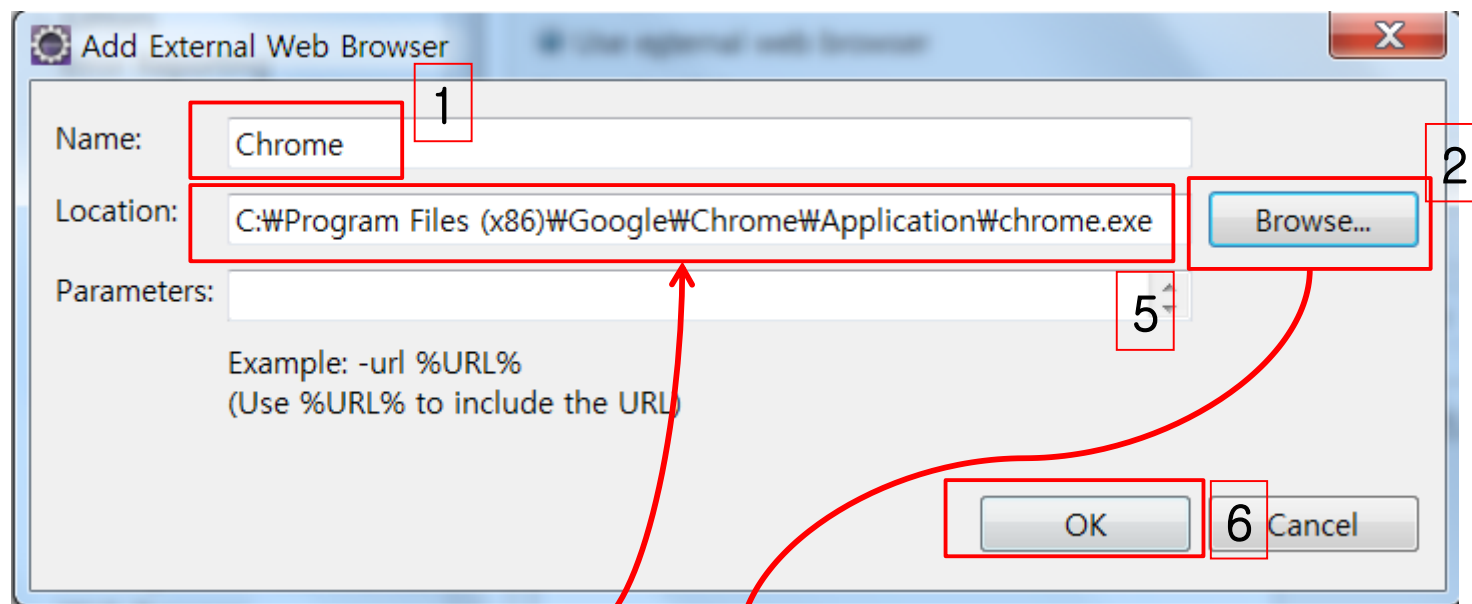 Add External Web Browser
Use external web browser
1
Name:
Chrome
2
Location:
C:₩Program Files (x86)₩Google₩Chrome₩Application₩chrome.exe
Browse...
Parameters:
5
Example: -url %URL%
(Use %URL% to include the URL)
OK
6
Cancel